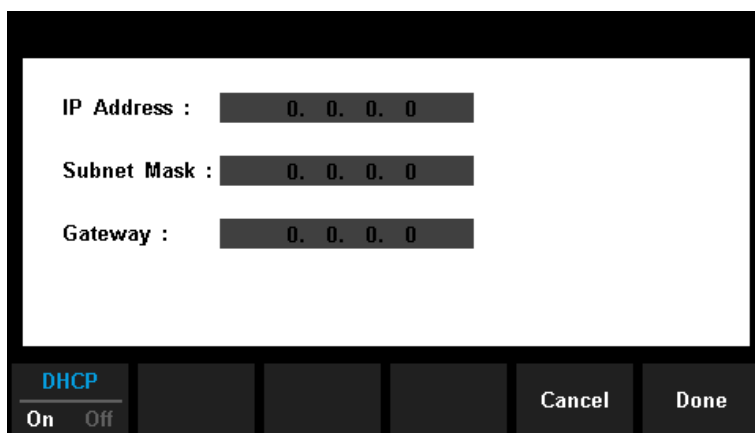 IP Address : 0. 0. 0. 0
Subnet Mask : 0. 0. 0. 0
Gateway : 0. 0. 0. 0
DHCP
On Off
Cancel
Done